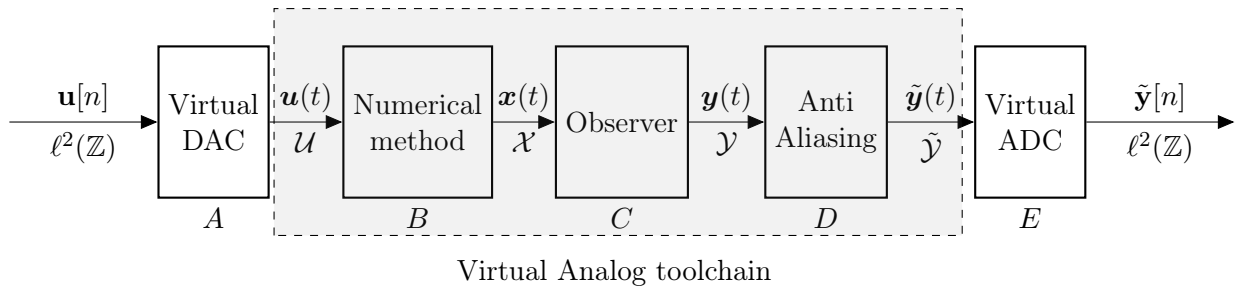 𝐮[n]
ℓ²(ℤ)
Virtual
DAC
A
𝒖(t)
𝒰
Numerical
method
B
𝒙(t)
𝒳
Observer
C
𝒚(t)
𝒴
Anti
Aliasing
D
𝒚̃(t)
𝒴̃
Virtual
ADC
E
𝐲̃[n]
ℓ²(ℤ)
Virtual Analog toolchain